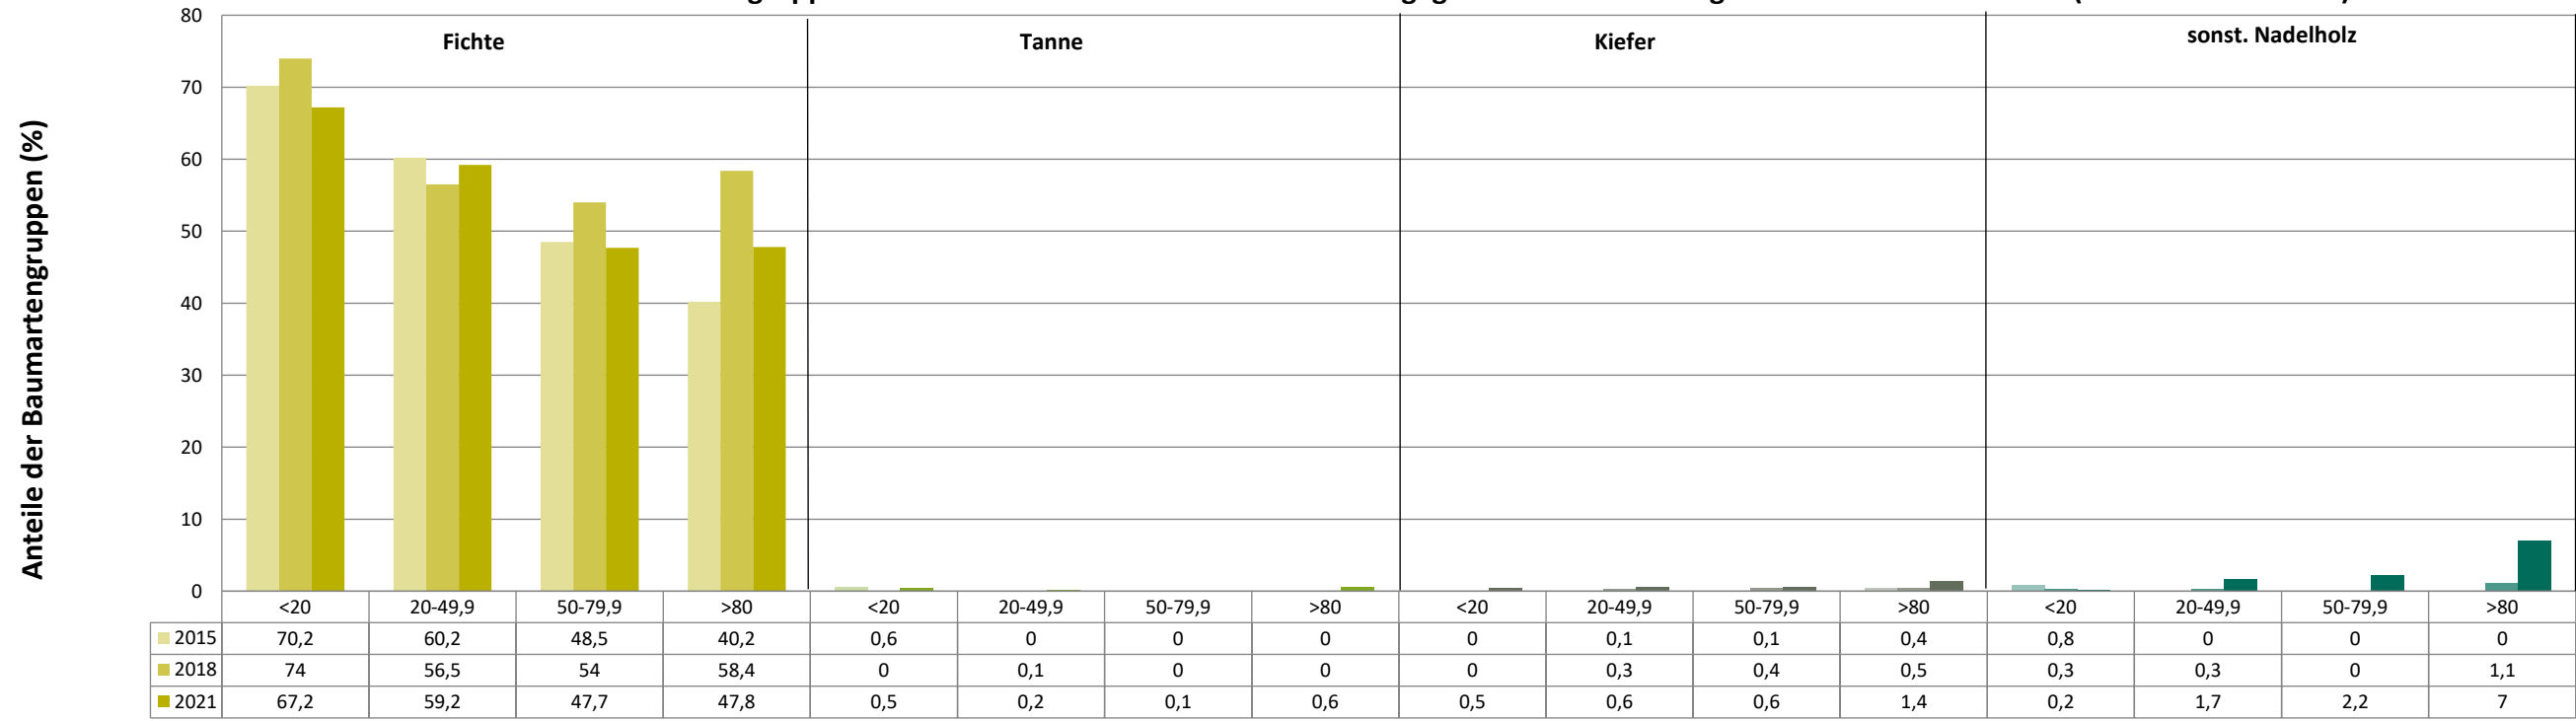 80
Fichte
Tanne
Kiefer
sonst. Nadelholz
70
60
50
40
30
20
10
0
Anteile der Baumartengruppen (%)
<20 20-49,9 50-79,9 >80 <20 20-49,9 50-79,9 >80 <20 20-49,9 50-79,9 >80 <20 20-49,9 50-79,9 >80
2015 70,2 60,2 48,5 40,2 0,6 0 0 0 0 0,1 0,1 0,4 0,8 0 0 0
2018 74 56,5 54 58,4 0 0,1 0 0 0 0,3 0,4 0,5 0,3 0,3 0 1,1
2021 67,2 59,2 47,7 47,8 0,5 0,2 0,1 0,6 0,5 0,6 0,6 1,4 0,2 1,7 2,2 7